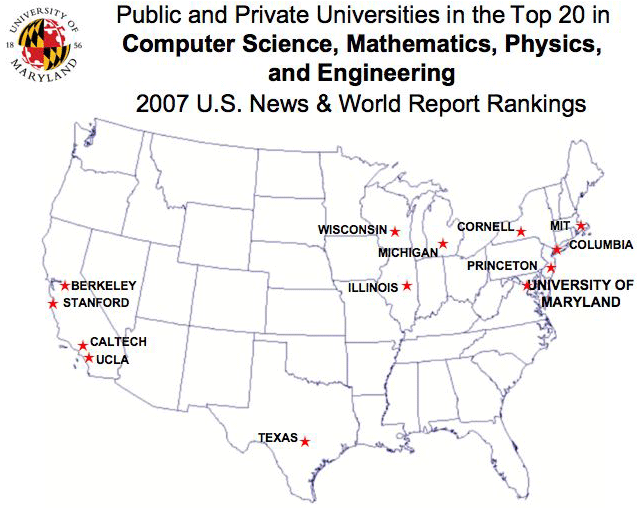 UNIVERSITY OF
18 56
MARYLAND
Public and Private Universities in the Top 20 in
Computer Science, Mathematics, Physics,
and Engineering
2007 U.S. News & World Report Rankings
WISCONSIN
CORNELL
MIT
MICHIGAN
COLUMBIA
PRINCETON
BERKELEY
ILLINOIS
UNIVERSITY OF
MARYLAND
STANFORD
CALTECH
UCLA
TEXAS